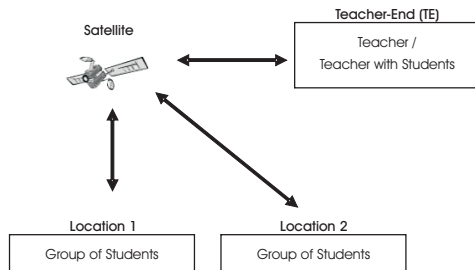 Teacher-End (TE)
Satellite
Teacher /
Teacher with Students
Location 1
Location 2
Group of Students
Group of Students